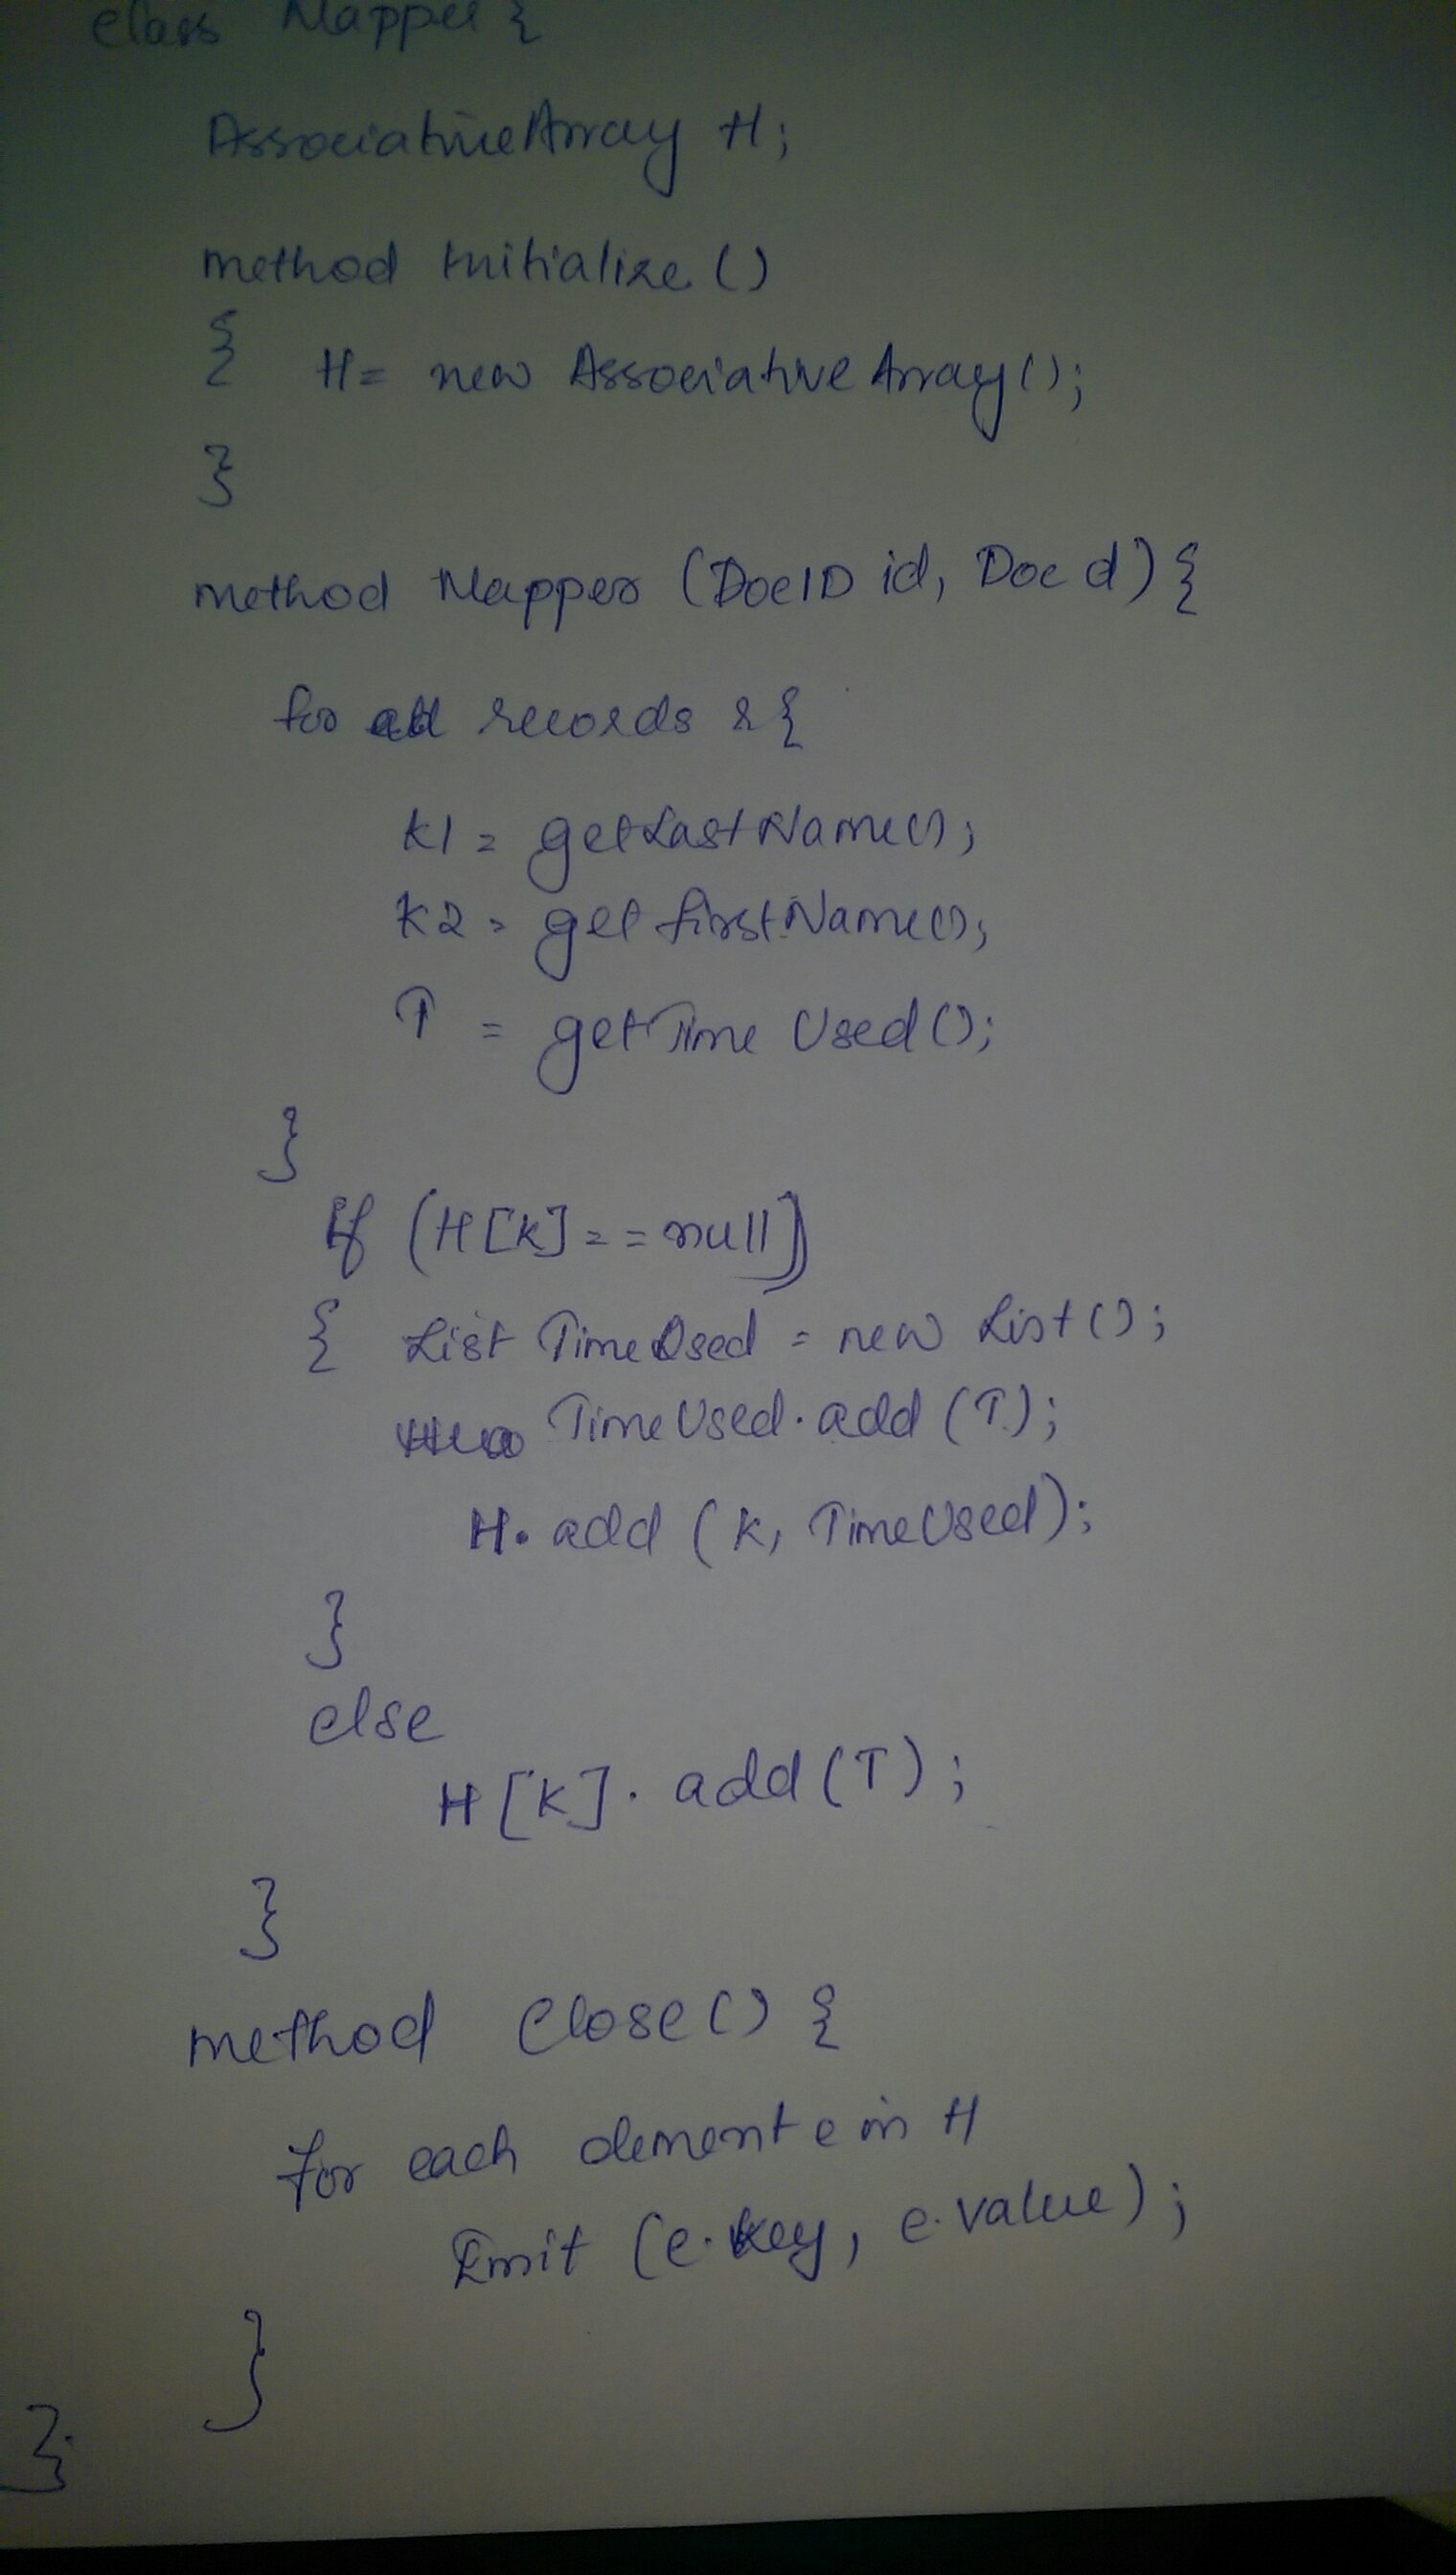 class Mapper {
AssociativeArray H;
method Initialize ()
{ H = new AssociativeArray();
}
method Mapper (DocID id, Doc d) {
for all records r {
K1 = getLastName();
K2 = getfirstName();
T = getTime Used();
}
If (H[K] == null)
{ List TimeUsed = new List();
TimeUsed.add(T);
H.add (K, TimeUsed);
}
else
H[K].add(T);
}
method Close() {
for each element e in H
Emit (e.key, e.value);
}
};